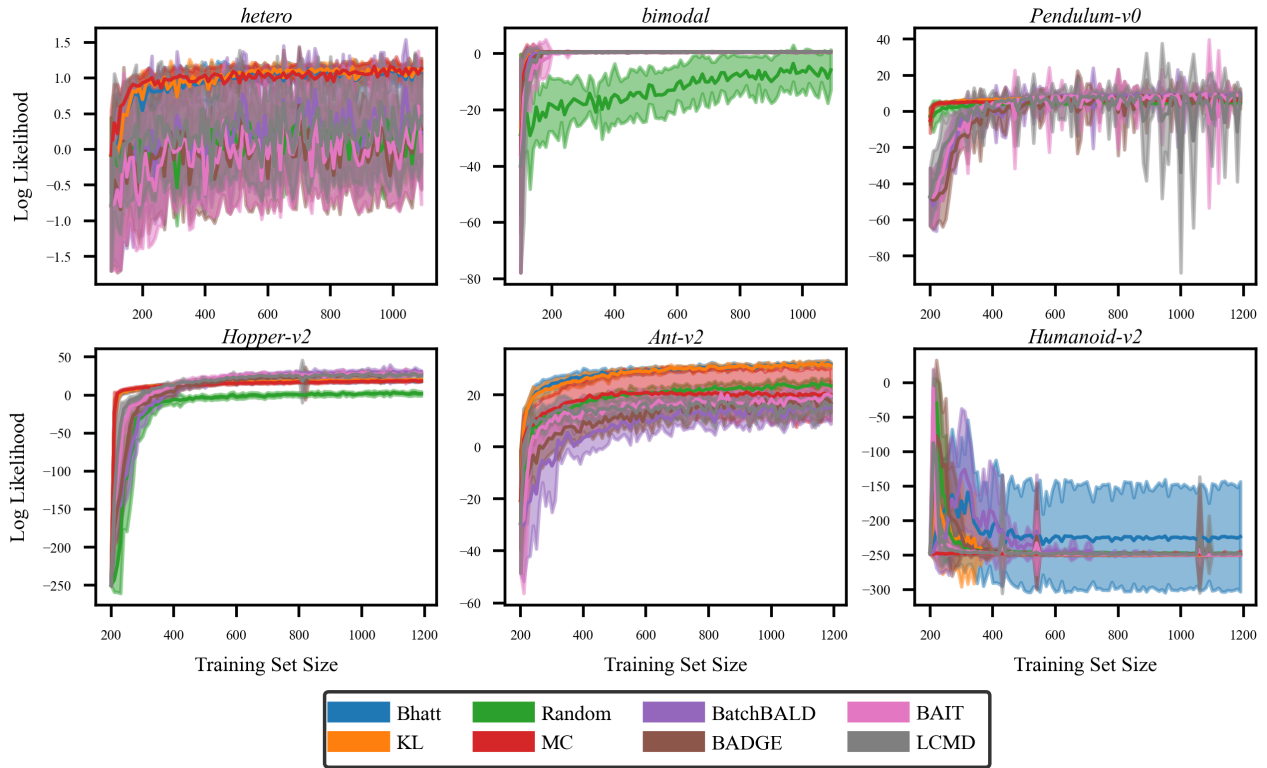 hetero
bimodal
Pendulum-v0
Log Likelihood
1.5
1.0
0.5
0.0
−0.5
−1.0
−1.5
200 400 600 800 1000
0
−20
−40
−60
−80
200 400 600 800 1000
40
20
0
−20
−40
−60
−80
200 400 600 800 1000 1200
Hopper-v2
Ant-v2
Humanoid-v2
Log Likelihood
50
0
−50
−100
−150
−200
−250
200 400 600 800 1000 1200
Training Set Size
20
0
−20
−40
−60
200 400 600 800 1000 1200
Training Set Size
0
−50
−100
−150
−200
−250
−300
200 400 600 800 1000 1200
Training Set Size
Bhatt Random BatchBALD BAIT
KL MC BADGE LCMD